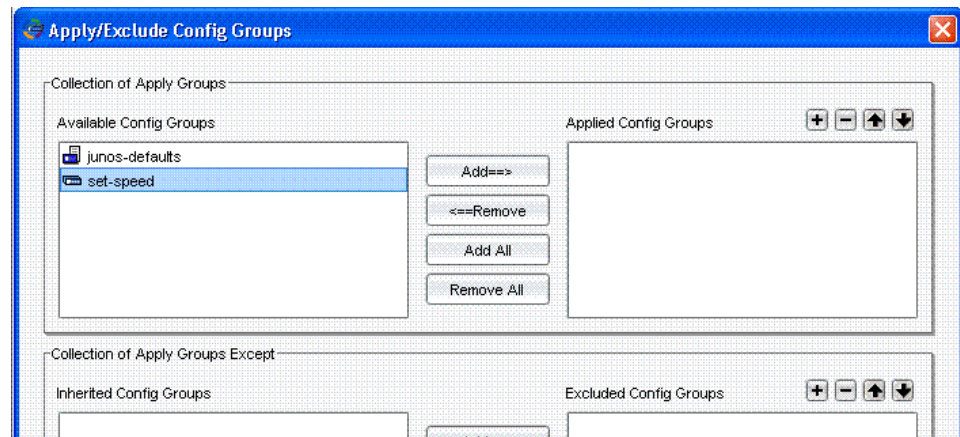 Apply/Exclude Config Groups
Collection of Apply Groups
Available Config Groups
Applied Config Groups
junos-defaults
set-speed
Add==>
<==Remove
Add All
Remove All
Collection of Apply Groups Except
Inherited Config Groups
Excluded Config Groups